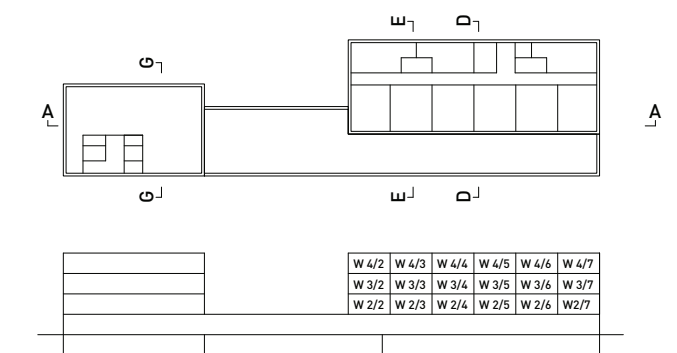 E D
G
A A
G E D
W 4/2 W 4/3 W 4/4 W 4/5 W 4/6 W 4/7
W 3/2 W 3/3 W 3/4 W 3/5 W 3/6 W 3/7
W 2/2 W 2/3 W 2/4 W 2/5 W 2/6 W2/7